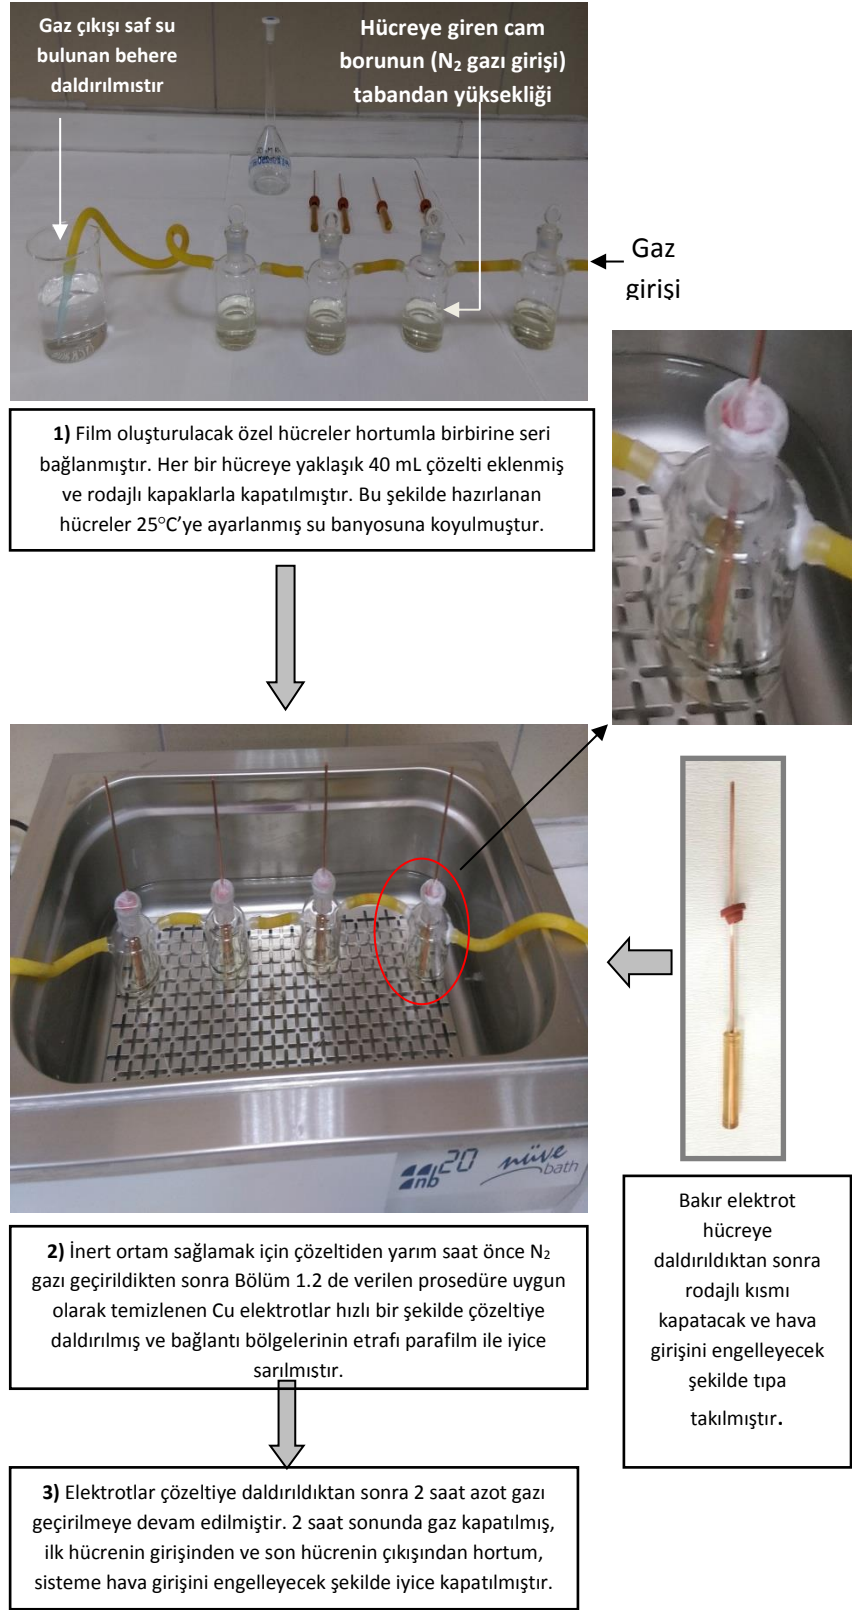 Gaz çıkışı saf su
bulunan behere
daldırılmıstır
Hücreye giren cam
borunun (N₂ gazı girişi)
tabandan yüksekliği
Gaz
girişi
1) Film oluşturulacak özel hücreler hortumla birbirine seri
bağlanmıştır. Her bir hücreye yaklaşık 40 mL çözelti eklenmiş
ve rodajlı kapaklarla kapatılmıştır. Bu şekilde hazırlanan
hücreler 25°C’ye ayarlanmış su banyosuna koyulmuştur.
nb 20 nüve
bath
2) İnert ortam sağlamak için çözeltiden yarım saat önce N₂
gazı geçirildikten sonra Bölüm 1.2 de verilen prosedüre uygun
olarak temizlenen Cu elektrotlar hızlı bir şekilde çözeltiye
daldırılmış ve bağlantı bölgelerinin etrafı parafilm ile iyice
sarılmıstır.
Bakır elektrot
hücreye
daldırıldıktan sonra
rodajlı kısmı
kapatacak ve hava
girişini engelleyecek
şekilde tıpa
takılmıştır.
3) Elektrotlar çözeltiye daldırıldıktan sonra 2 saat azot gazı
geçirilmeye devam edilmiştir. 2 saat sonunda gaz kapatılmış,
ilk hücrenin girişinden ve son hücrenin çıkışından hortum,
sisteme hava girişini engelleyecek şekilde iyice kapatılmıştır.